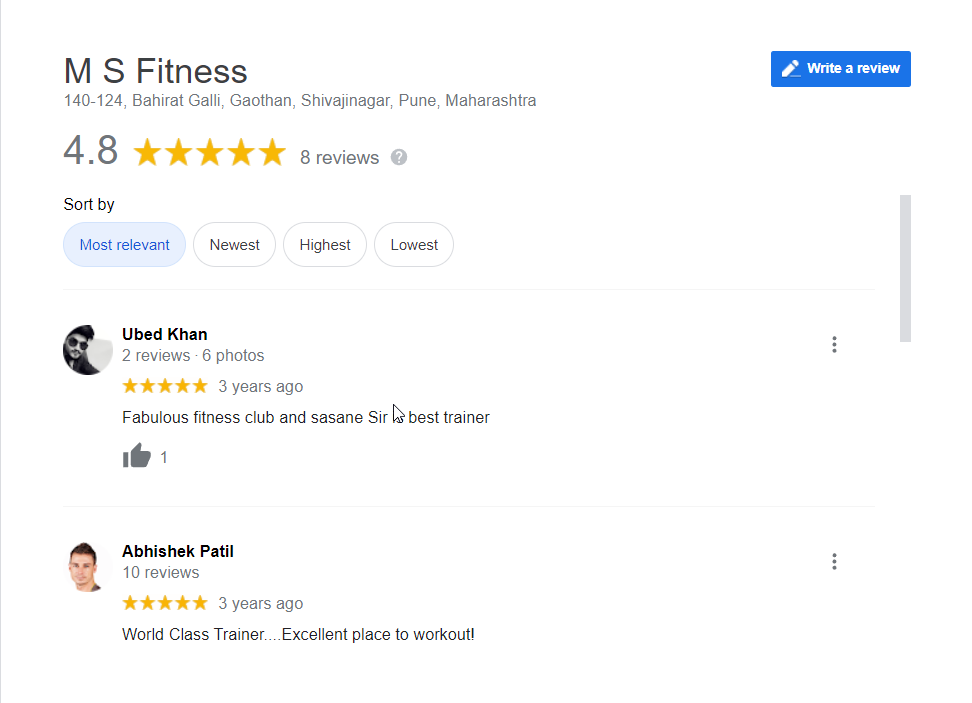 M S Fitness
Write a review
140-124, Bahirat Galli, Gaothan, Shivajinagar, Pune, Maharashtra
4.8 8 reviews ?
Sort by
Most relevant Newest Highest Lowest
Ubed Khan
2 reviews · 6 photos
3 years ago
Fabulous fitness club and sasane Sir best trainer
1
Abhishek Patil
10 reviews
3 years ago
World Class Trainer....Excellent place to workout!